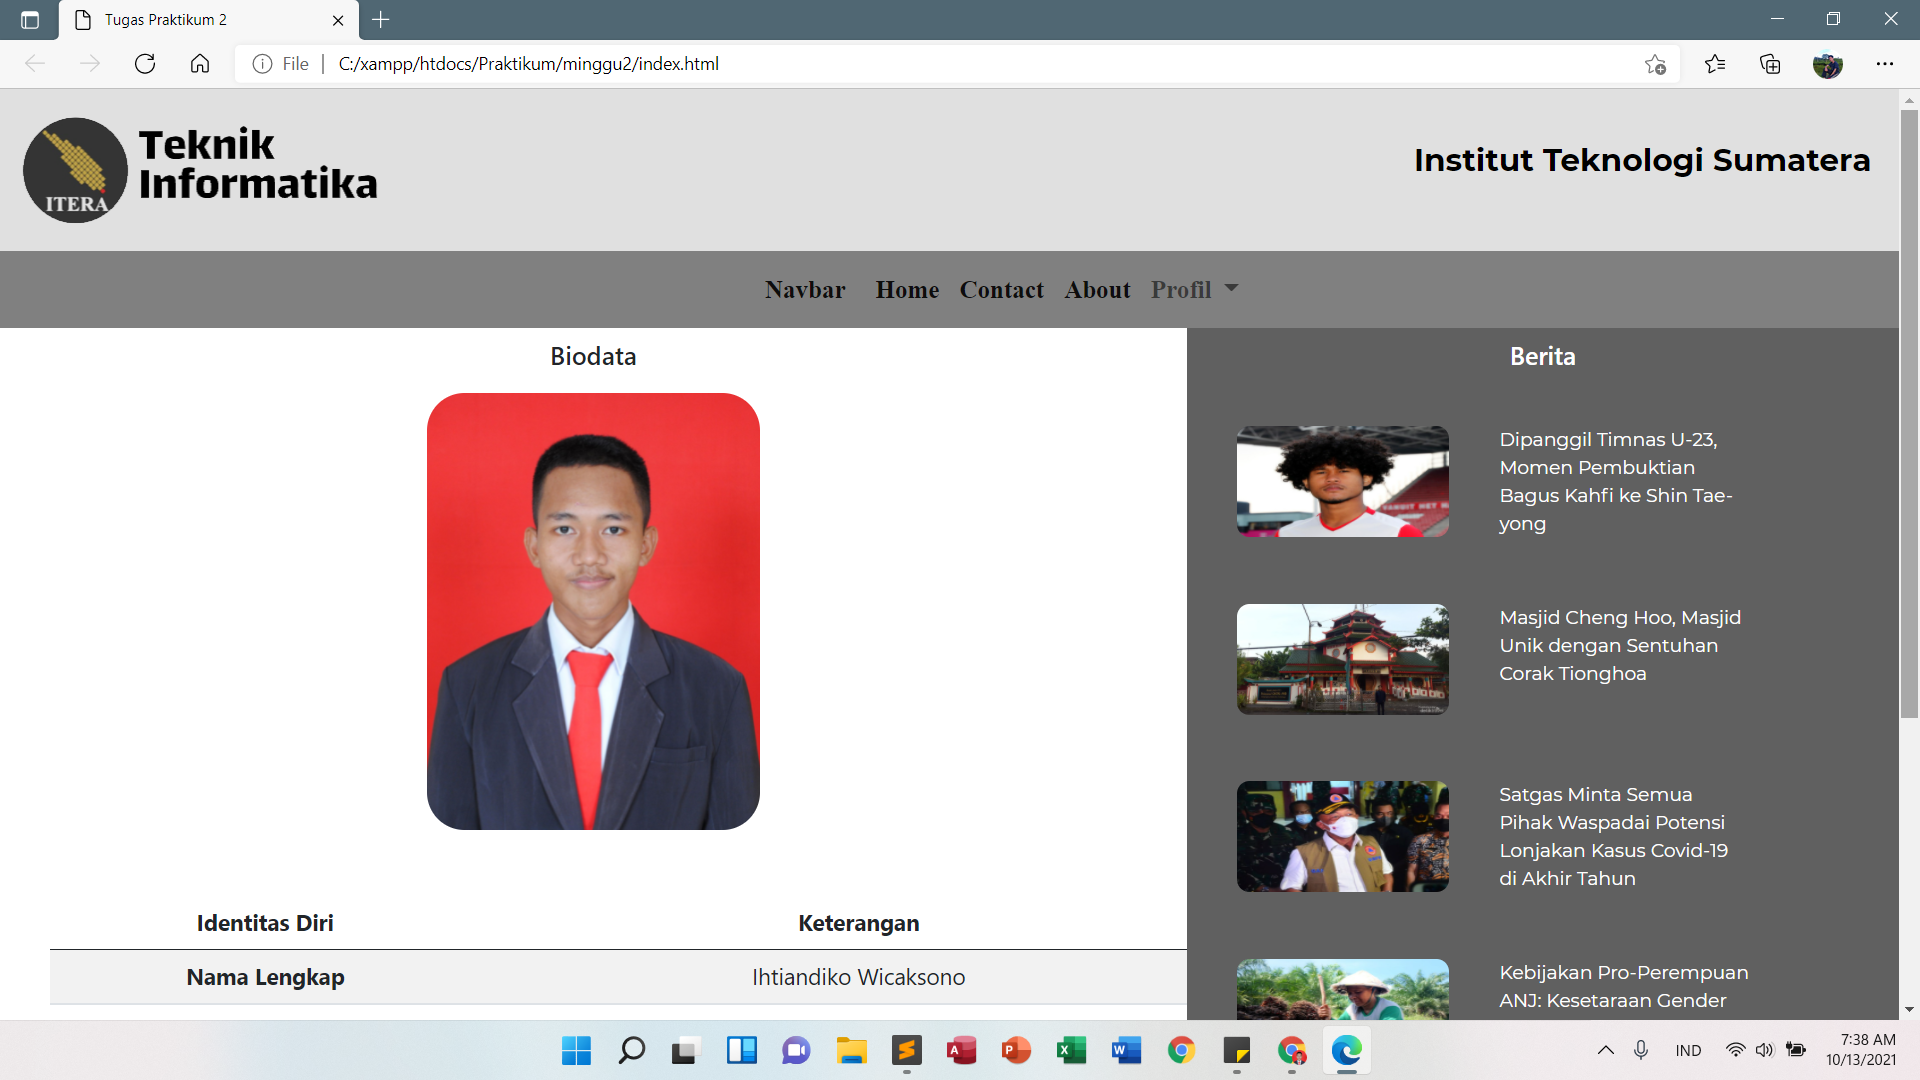 Tugas Praktikum 2
File
C:/xampp/htdocs/Praktikum/minggu2/index.html
ITERA
Teknik
Informatika
Institut Teknologi Sumatera
Navbar Home Contact About Profil
Biodata
Identitas Diri Keterangan
Nama Lengkap Ihtiandiko Wicaksono
Berita
Dipanggil Timnas U-23,
Momen Pembuktian
Bagus Kahfi ke Shin Tae-
yong
Masjid Cheng Hoo, Masjid
Unik dengan Sentuhan
Corak Tionghoa
Satgas Minta Semua
Pihak Waspadai Potensi
Lonjakan Kasus Covid-19
di Akhir Tahun
Kebijakan Pro-Perempuan
ANJ: Kesetaraan Gender
IND
7:38 AM
10/13/2021